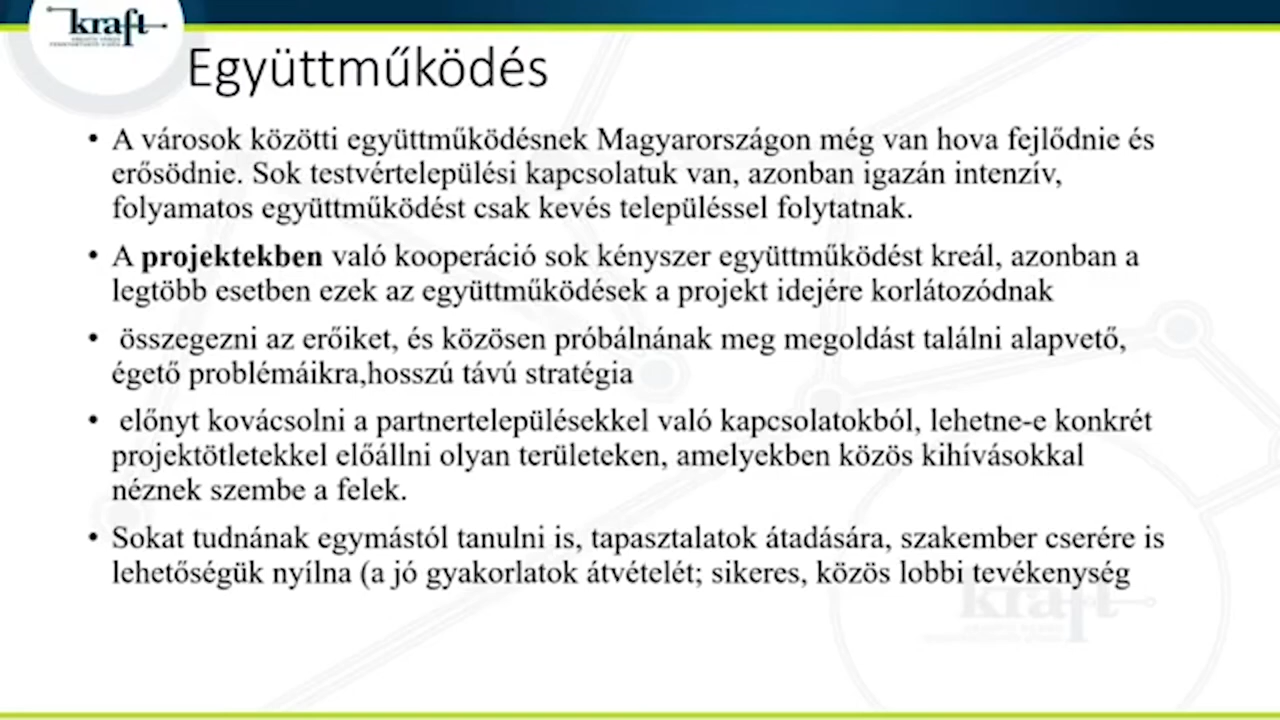 kraft
Együttműködés
• A városok közötti együttműködésnek Magyarországon még van hova fejlődnie és
erősödnie. Sok testvértelepülési kapcsolatuk van, azonban igazán intenzív,
folyamatos együttműködést csak kevés településsel folytatnak.
• A projektekben való kooperáció sok kényszer együttműködést kreál, azonban a
legtöbb esetben ezek az együttműködések a projekt idejére korlátozódnak
• összegezni az erőiket, és közösen próbálnának meg megoldást találni alapvető,
égető problémáikra,hosszú távú stratégia
• előnyt kovácsolni a partnertelepülésekkel való kapcsolatokból, lehetne-e konkrét
projektötletekkel előállni olyan területeken, amelyekben közös kihívásokkal
néznek szembe a felek.
• Sokat tudnának egymástól tanulni is, tapasztalatok átadására, szakember cserére is
lehetőségük nyílna (a jó gyakorlatok átvételét; sikeres, közös lobbi tevékenység
kraft